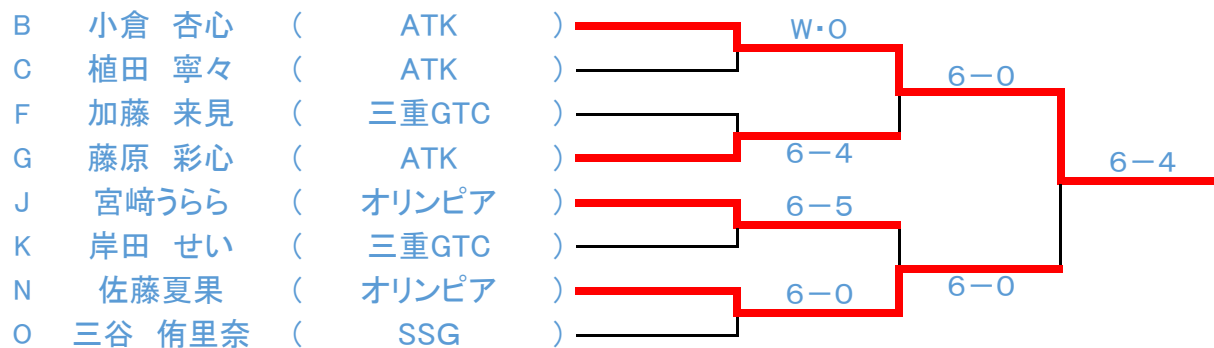 B 小倉 杏心 ( ATK ) W・O
C 植田 寧々 ( ATK ) 6－0
F 加藤 来見 ( 三重GTC )
G 藤原 彩心 ( ATK ) 6－4 6－4
J 宮﨑うらら ( オリンピア ) 6－5
K 岸田 せい ( 三重GTC )
N 佐藤夏果 ( オリンピア ) 6－0 6－0
O 三谷 侑里奈 ( SSG )